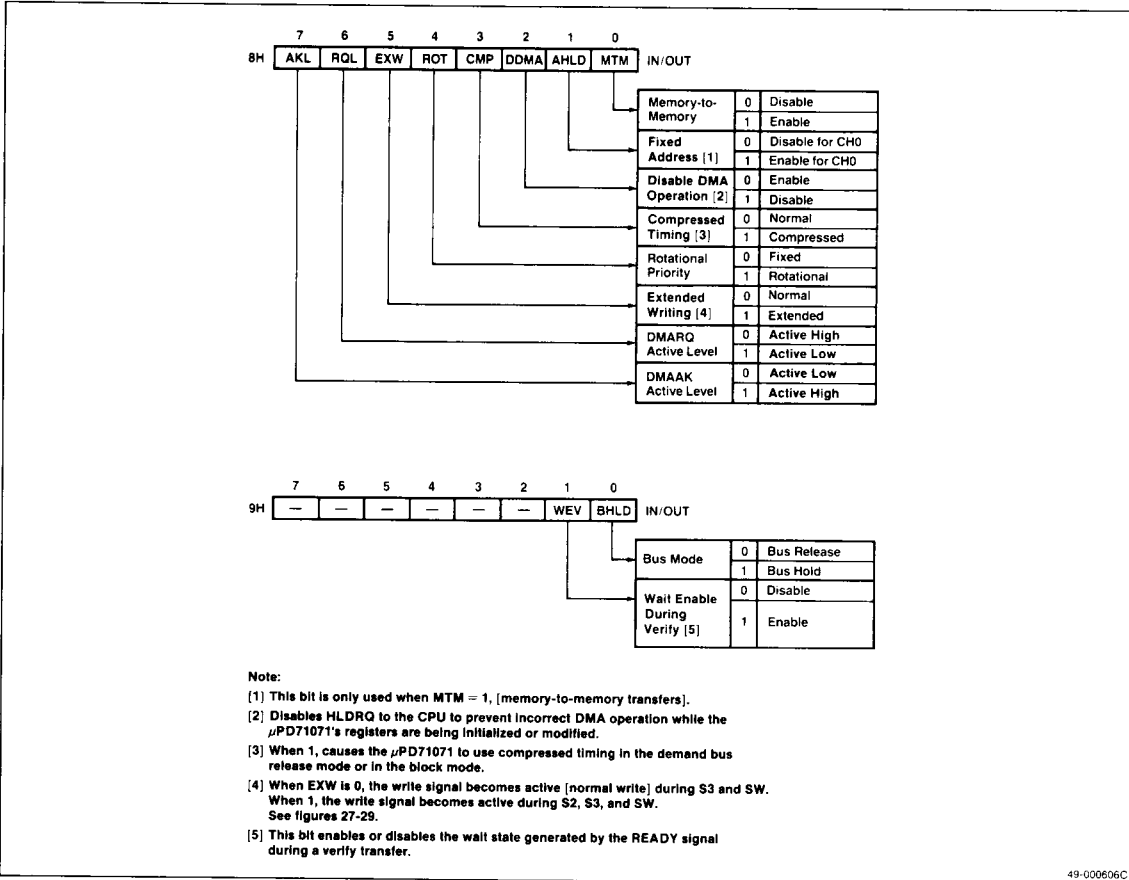 7 6 5 4 3 2 1 0
8H AKL RQL EXW ROT CMP DDMA AHLD MTM IN/OUT
Memory-to-Memory 0 Disable
1 Enable
Fixed Address [1] 0 Disable for CH0
1 Enable for CH0
Disable DMA Operation [2] 0 Enable
1 Disable
Compressed Timing [3] 0 Normal
1 Compressed
Rotational Priority 0 Fixed
1 Rotational
Extended Writing [4] 0 Normal
1 Extended
DMARQ Active Level 0 Active High
1 Active Low
DMAAK Active Level 0 Active Low
1 Active High
7 6 5 4 3 2 1 0
9H — — — — — — WEV BHLD IN/OUT
Bus Mode 0 Bus Release
1 Bus Hold
Wait Enable During Verify [5] 0 Disable
1 Enable
Note:
[1] This bit is only used when MTM = 1, [memory-to-memory transfers].
[2] Disables HLDRQ to the CPU to prevent incorrect DMA operation while the
μPD71071's registers are being initialized or modified.
[3] When 1, causes the μPD71071 to use compressed timing in the demand bus
release mode or in the block mode.
[4] When EXW is 0, the write signal becomes active [normal write] during S3 and SW.
When 1, the write signal becomes active during S2, S3, and SW.
See figures 27-29.
[5] This bit enables or disables the wait state generated by the READY signal
during a verify transfer.
49-000606C